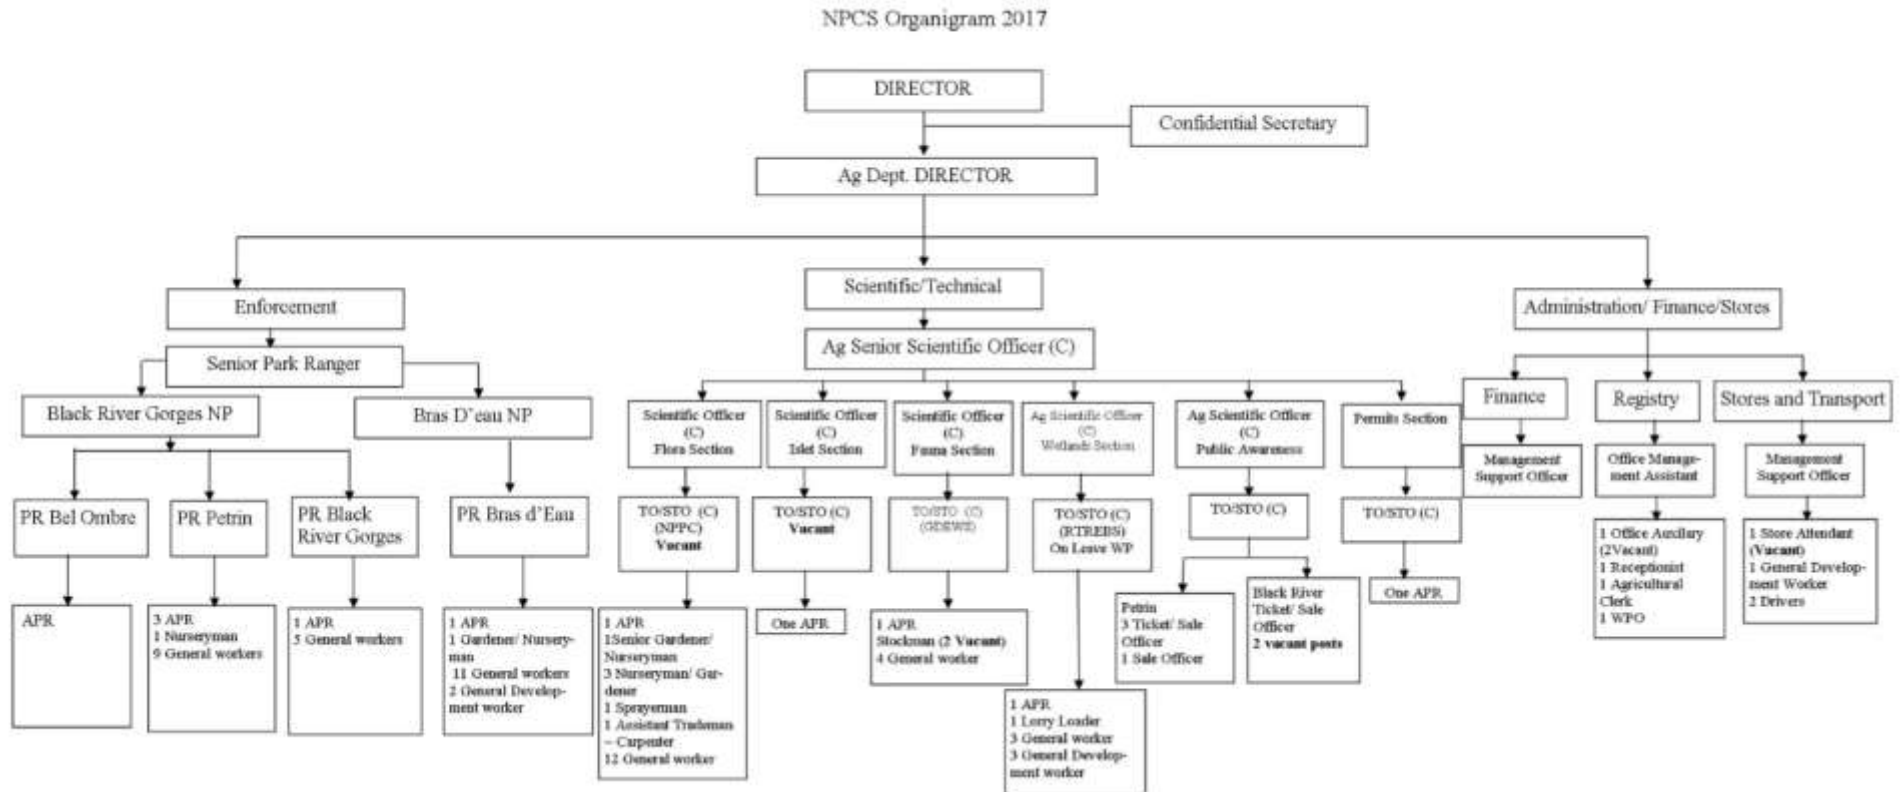 NPCS Organigram 2017
DIRECTOR
Confidential Secretary
Ag Dept. DIRECTOR
Enforcement
Scientific/Technical
Administration/ Finance/Stores
Senior Park Ranger
Ag Senior Scientific Officer (C)
Black River Gorges NP
Bras D'eau NP
Scientific Officer
(C)
Flora Section
Scientific Officer
(C)
Islet Section
Scientific Officer
(C)
Fauna Section
Ag Scientific Officer
(C)
Wetlands Section
Ag Scientific Officer
(C)
Public Awareness
Permits Section
Finance
Registry
Stores and Transport
Management
Support Officer
Office Manage-
ment Assistant
Management
Support Officer
PR Bel Ombre
PR Petrin
PR Black
River Gorges
PR Bras d'Eau
TO/STO (C)
(NPPC)
Vacant
TO/STO (C)
Vacant
TO/STO (C)
TO/STO (C)
(RTREBS)
On Leave WP
TO/STO (C)
TO/STO (C)
1 Office Auxilary
(2Vacant)
1 Receptionist
1 Agricultural
Clerk
1 WPO
1 Store Attendant
(Vacant)
1 General Develop-
ment Worker
2 Drivers
APR
3 APR
1 Nurseryman
9 General workers
1 APR
5 General workers
1 APR
1 Gardener/ Nursery-
man
11 General workers
2 General Develop-
ment worker
1 APR
1Senior Gardener/
Nurseryman
3 Nurseryman/ Gar-
dener
1 Sprayerman
1 Assistant Trademan
– Carpenter
12 General worker
One APR
1 APR
Stockman (2 Vacant)
4 General worker
1 APR
1 Lorry Loader
3 General worker
3 General Develop-
ment worker
Petrin
3 Ticket/ Sale
Officer
1 Sale Officer
Black River
Ticket/ Sale
Officer
2 vacant posts
One APR